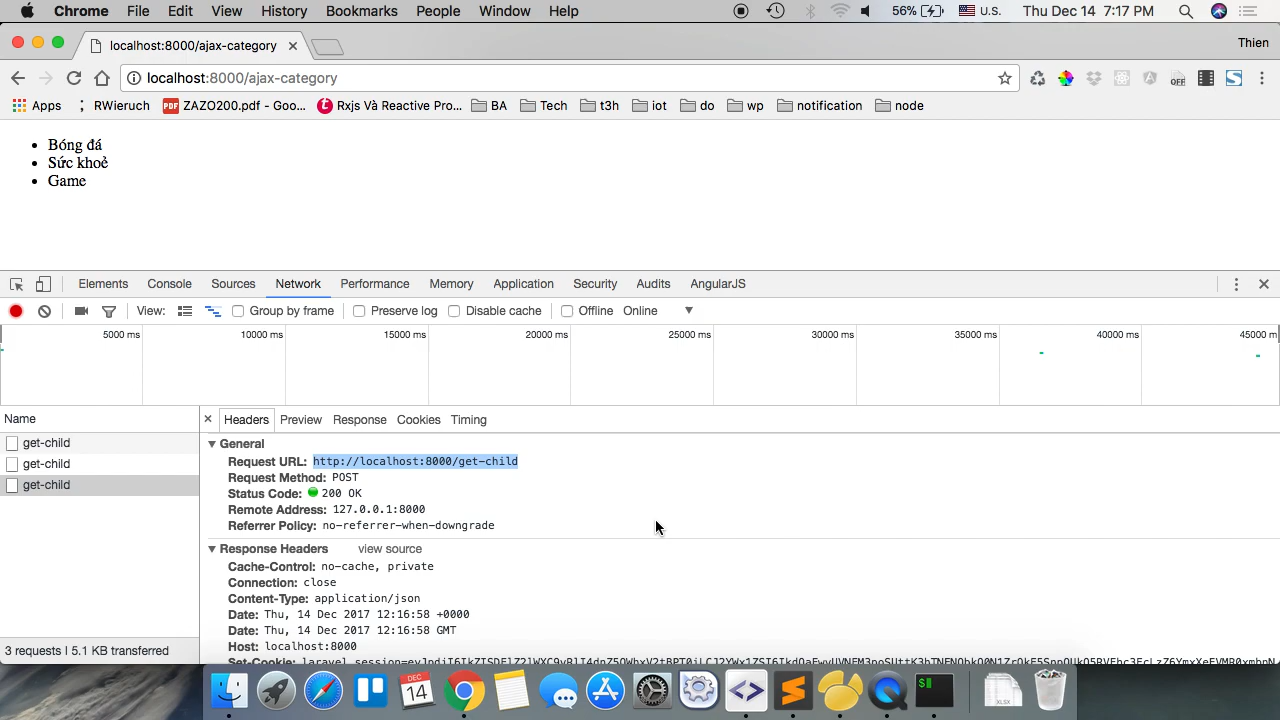 Chrome File Edit View History Bookmarks People Window Help 56% U.S. Thu Dec 14 7:17 PM
localhost:8000/ajax-category Thien
localhost:8000/ajax-category
Apps RWieruch ZAZO200.pdf - Goo... Rxjs Và Reactive Pro... BA Tech t3h iot do wp notification node
Bóng đá
Sức khoẻ
Game
Elements Console Sources Network Performance Memory Application Security Audits AngularJS
View: Group by frame Preserve log Disable cache Offline Online
5000 ms 10000 ms 15000 ms 20000 ms 25000 ms 30000 ms 35000 ms 40000 ms 45000 m
Name Headers Preview Response Cookies Timing
get-child
get-child
get-child
General
Request URL: http://localhost:8000/get-child
Request Method: POST
Status Code: 200 OK
Remote Address: 127.0.0.1:8000
Referrer Policy: no-referrer-when-downgrade
Response Headers view source
Cache-Control: no-cache, private
Connection: close
Content-Type: application/json
Date: Thu, 14 Dec 2017 12:16:58 +0000
Date: Thu, 14 Dec 2017 12:16:58 GMT
Host: localhost:8000
3 requests | 5.1 KB transferred
DEC
14
XLSX